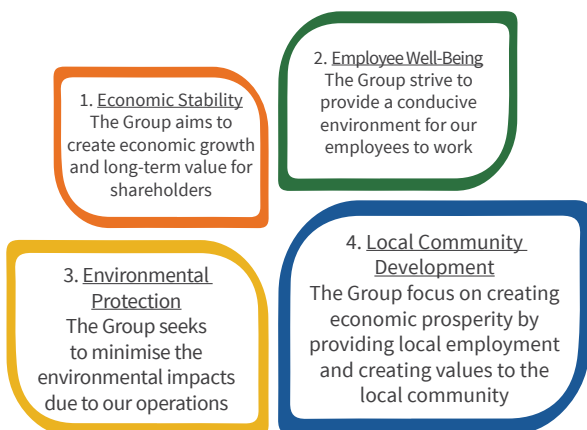 1. Economic Stability
The Group aims to
create economic growth
and long-term value for
shareholders
2. Employee Well-Being
The Group strive to
provide a conducive
environment for our
employees to work
3. Environmental
Protection
The Group seeks
to minimise the
environmental impacts
due to our operations
4. Local Community
Development
The Group focus on creating
economic prosperity by
providing local employment
and creating values to the
local community